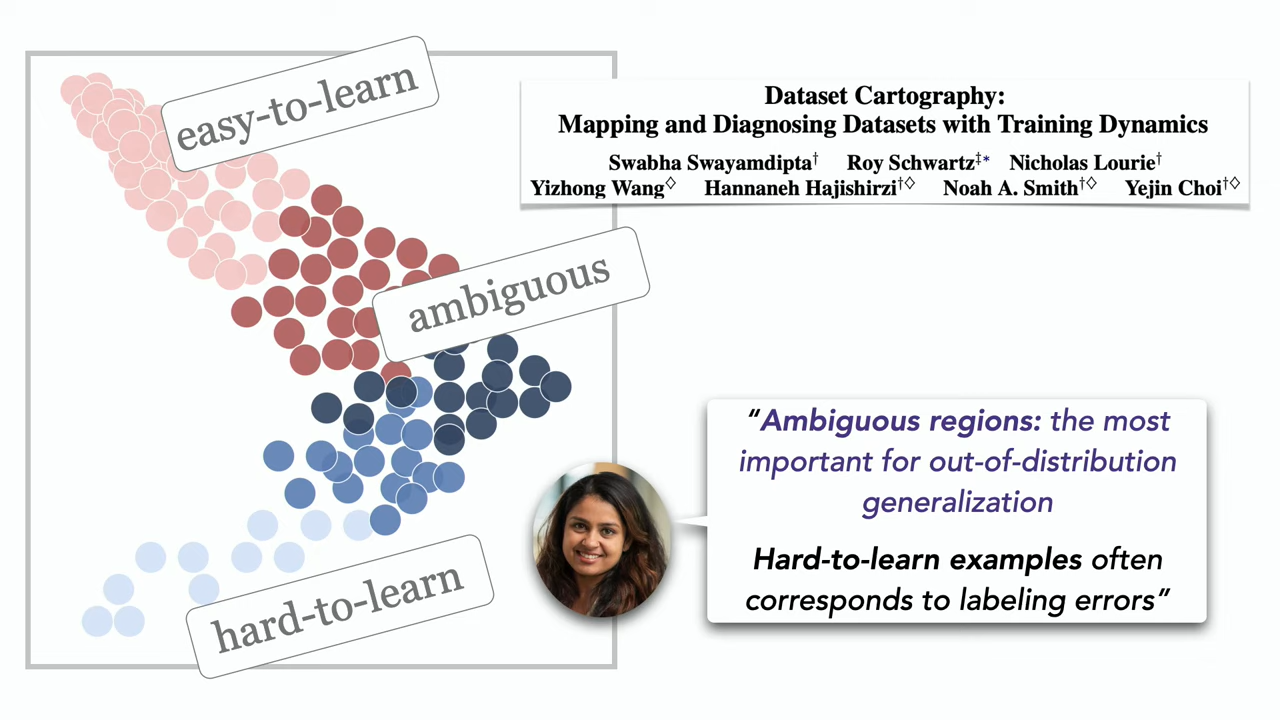 easy-to-learn
ambiguous
hard-to-learn
Dataset Cartography:
Mapping and Diagnosing Datasets with Training Dynamics
Swabha Swayamdipta† Roy Schwartz‡* Nicholas Lourie†
Yizhong Wang♢ Hannaneh Hajishirzi†♢ Noah A. Smith†♢ Yejin Choi†♢
“Ambiguous regions: the most
important for out-of-distribution
generalization
Hard-to-learn examples often
corresponds to labeling errors”